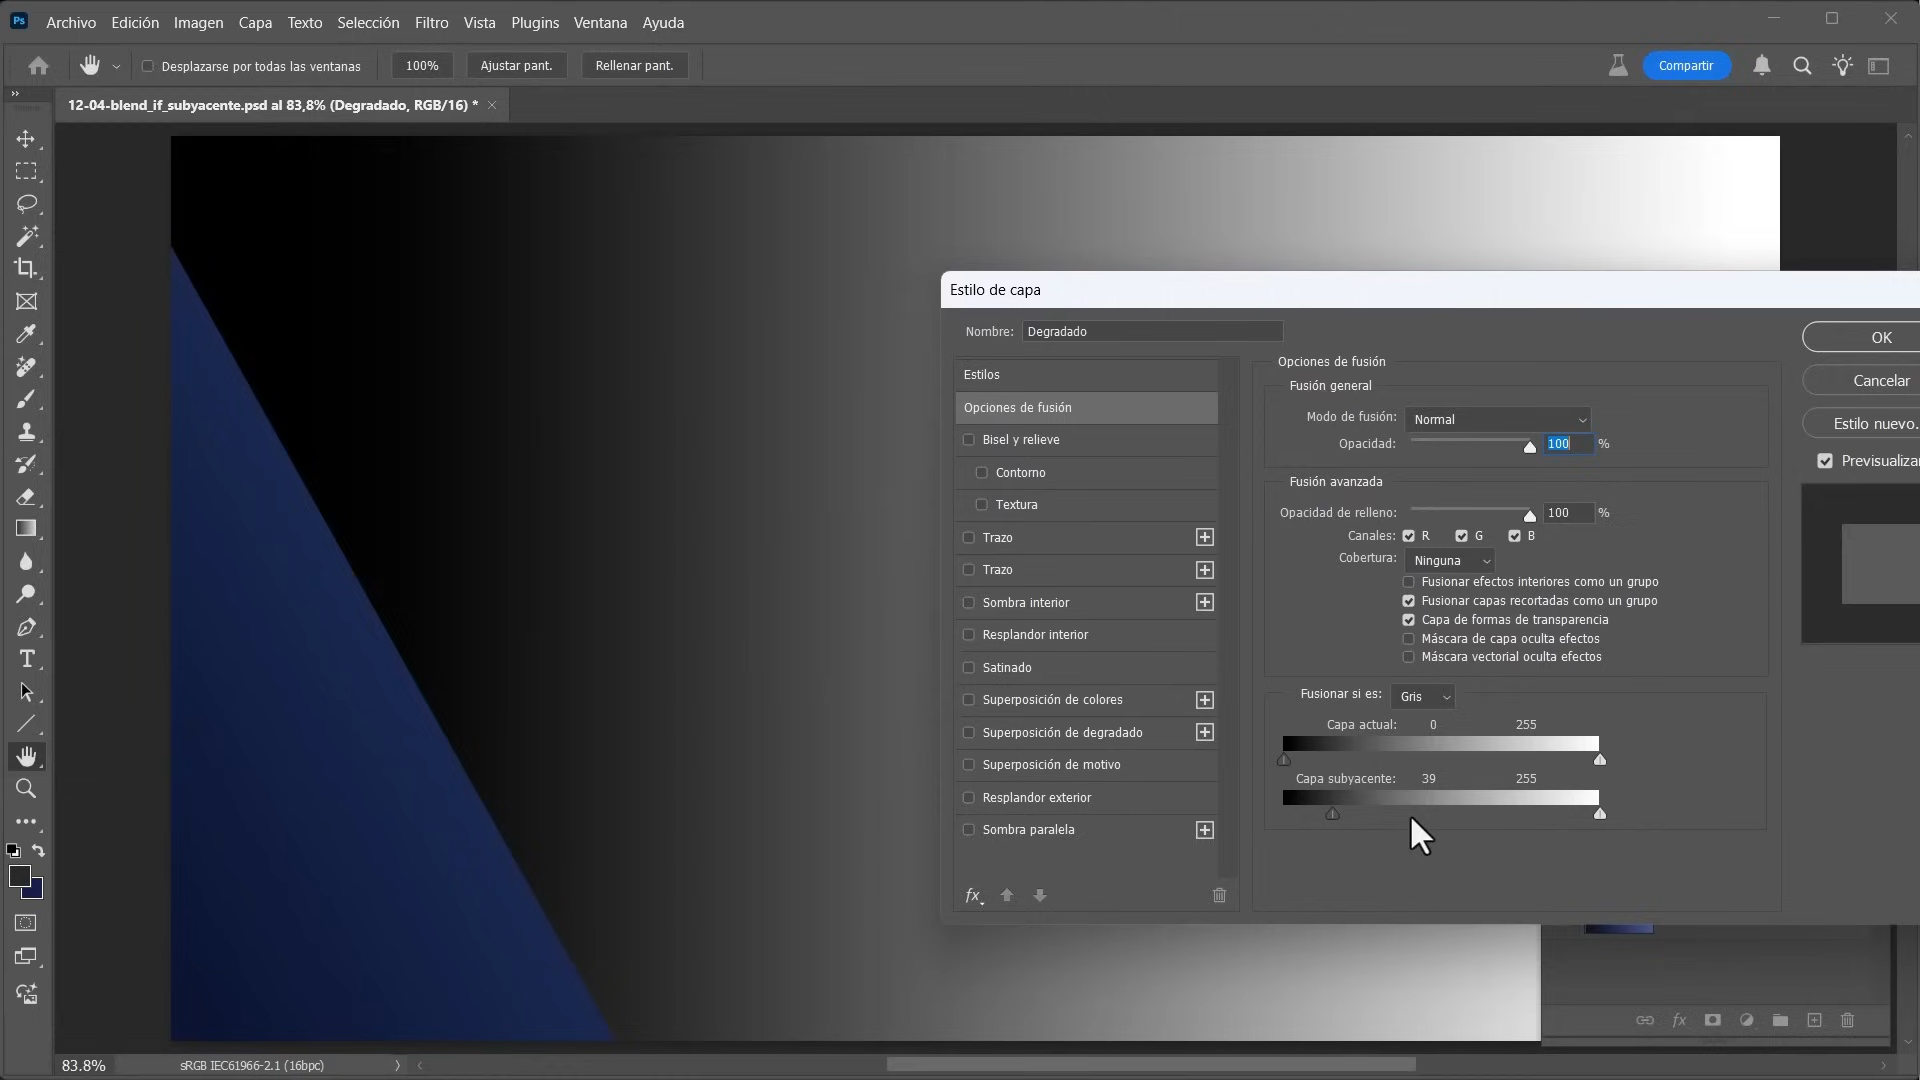 Ps
Archivo Edición Imagen Capa Texto Selección Filtro Vista Plugins Ventana Ayuda
Desplazarse por todas las ventanas 100% Ajustar pant. Rellenar pant. Compartir
12-04-blend_if_subyacente.psd al 83,8% (Degradado, RGB/16) *
Estilo de capa
Nombre: Degradado
Estilos
Opciones de fusión
Bisel y relieve
Contorno
Textura
Trazo
Trazo
Sombra interior
Resplandor interior
Satinado
Superposición de colores
Superposición de degradado
Superposición de motivo
Resplandor exterior
Sombra paralela
fx
Opciones de fusión
Fusión general
Modo de fusión: Normal
Opacidad: 100 %
Fusión avanzada
Opacidad de relleno: 100 %
Canales: R G B
Cobertura: Ninguna
Fusionar efectos interiores como un grupo
Fusionar capas recortadas como un grupo
Capa de formas de transparencia
Máscara de capa oculta efectos
Máscara vectorial oculta efectos
Fusionar si es: Gris
Capa actual: 0 255
Capa subyacente: 39 255
OK
Cancelar
Estilo nuevo.
Previsualizar
fx
83.8% sRGB IEC61966-2.1 (16bpc)